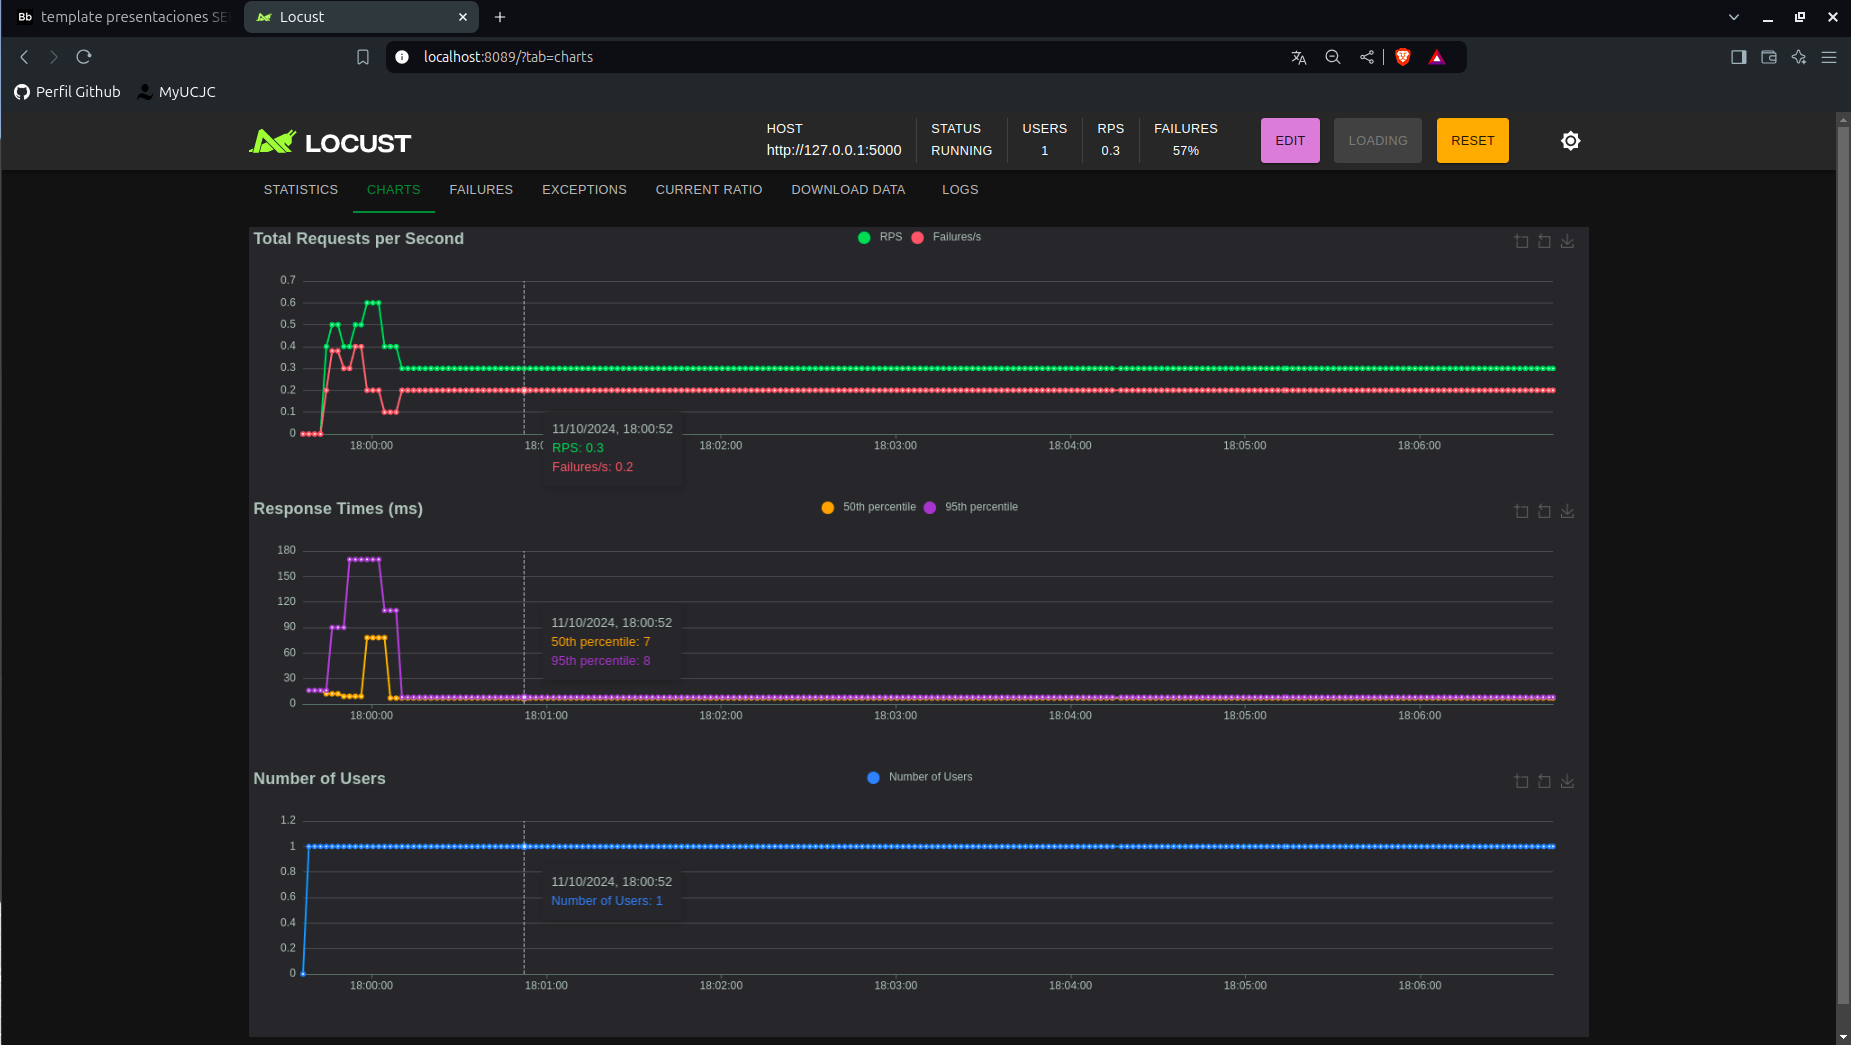 Bb template presentaciones SE
Locust
localhost:8089/?tab=charts
Perfil Github
MyUCJC
LOCUST
HOST
http://127.0.0.1:5000
STATUS
RUNNING
USERS
1
RPS
0.3
FAILURES
57%
EDIT
LOADING
RESET
STATISTICS CHARTS FAILURES EXCEPTIONS CURRENT RATIO DOWNLOAD DATA LOGS
Total Requests per Second
RPS Failures/s
0.7
0.6
0.5
0.4
0.3
0.2
0.1
0
18:00:00 18:0 18:02:00 18:03:00 18:04:00 18:05:00 18:06:00
11/10/2024, 18:00:52
RPS: 0.3
Failures/s: 0.2
Response Times (ms)
50th percentile 95th percentile
180
150
120
90
60
30
0
11/10/2024, 18:00:52
50th percentile: 7
95th percentile: 8
18:00:00 18:01:00 18:02:00 18:03:00 18:04:00 18:05:00 18:06:00
Number of Users
Number of Users
1.2
1
0.8
0.6
0.4
0.2
0
11/10/2024, 18:00:52
Number of Users: 1
18:00:00 18:01:00 18:02:00 18:03:00 18:04:00 18:05:00 18:06:00